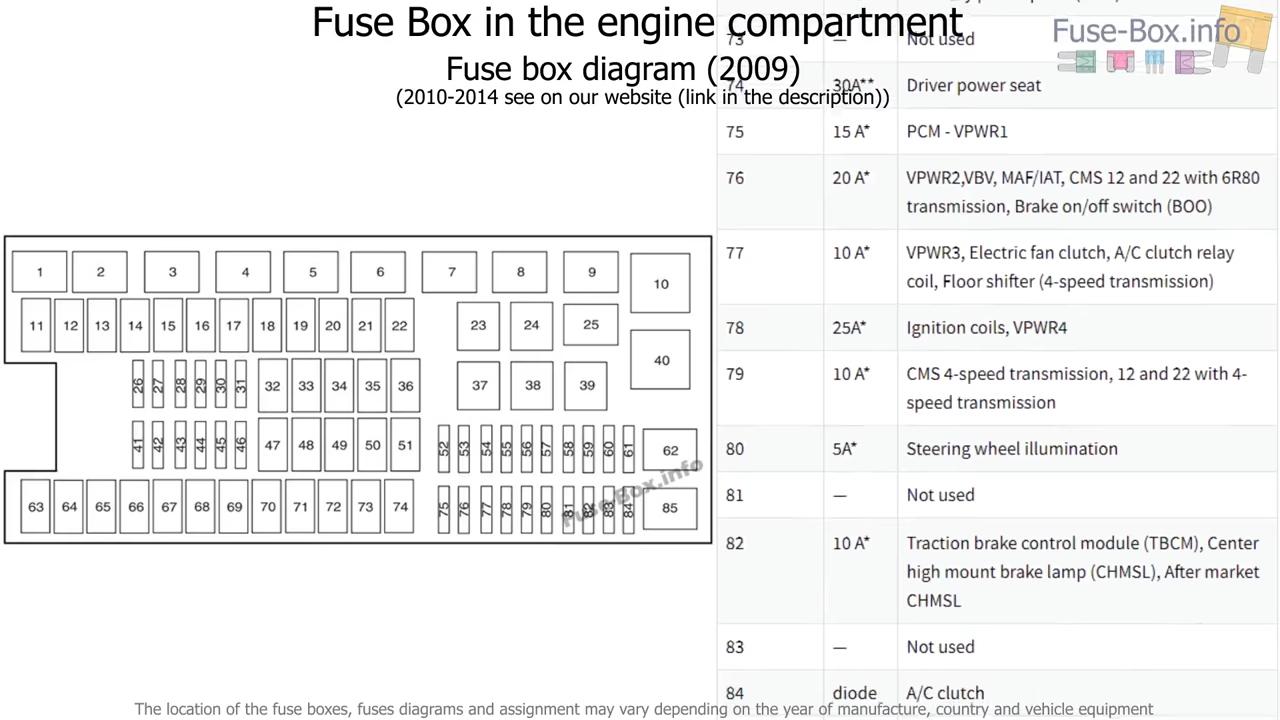 Fuse Box in the engine compartment
Fuse box diagram (2009)
(2010-2014 see on our website (link in the description))
Fuse-Box.info
1 2 3 4 5 6 7 8 9 10
11 12 13 14 15 16 17 18 19 20 21 22 23 24 25
26 27 28 29 30 31 32 33 34 35 36 37 38 39 40
41 42 43 44 45 46 47 48 49 50 51 52 53 54 55 56 57 58 59 60 61 62
63 64 65 66 67 68 69 70 71 72 73 74 75 76 77 78 79 80 81 82 83 84 85
Fuse-Box.info
73 — Not used
74 30A** Driver power seat
75 15 A* PCM - VPWR1
76 20 A* VPWR2,VBV, MAF/IAT, CMS 12 and 22 with 6R80
transmission, Brake on/off switch (BOO)
77 10 A* VPWR3, Electric fan clutch, A/C clutch relay
coil, Floor shifter (4-speed transmission)
78 25A* Ignition coils, VPWR4
79 10 A* CMS 4-speed transmission, 12 and 22 with 4-
speed transmission
80 5A* Steering wheel illumination
81 — Not used
82 10 A* Traction brake control module (TBCM), Center
high mount brake lamp (CHMSL), After market
CHMSL
83 — Not used
84 diode A/C clutch
The location of the fuse boxes, fuses diagrams and assignment may vary depending on the year of manufacture, country and vehicle equipment